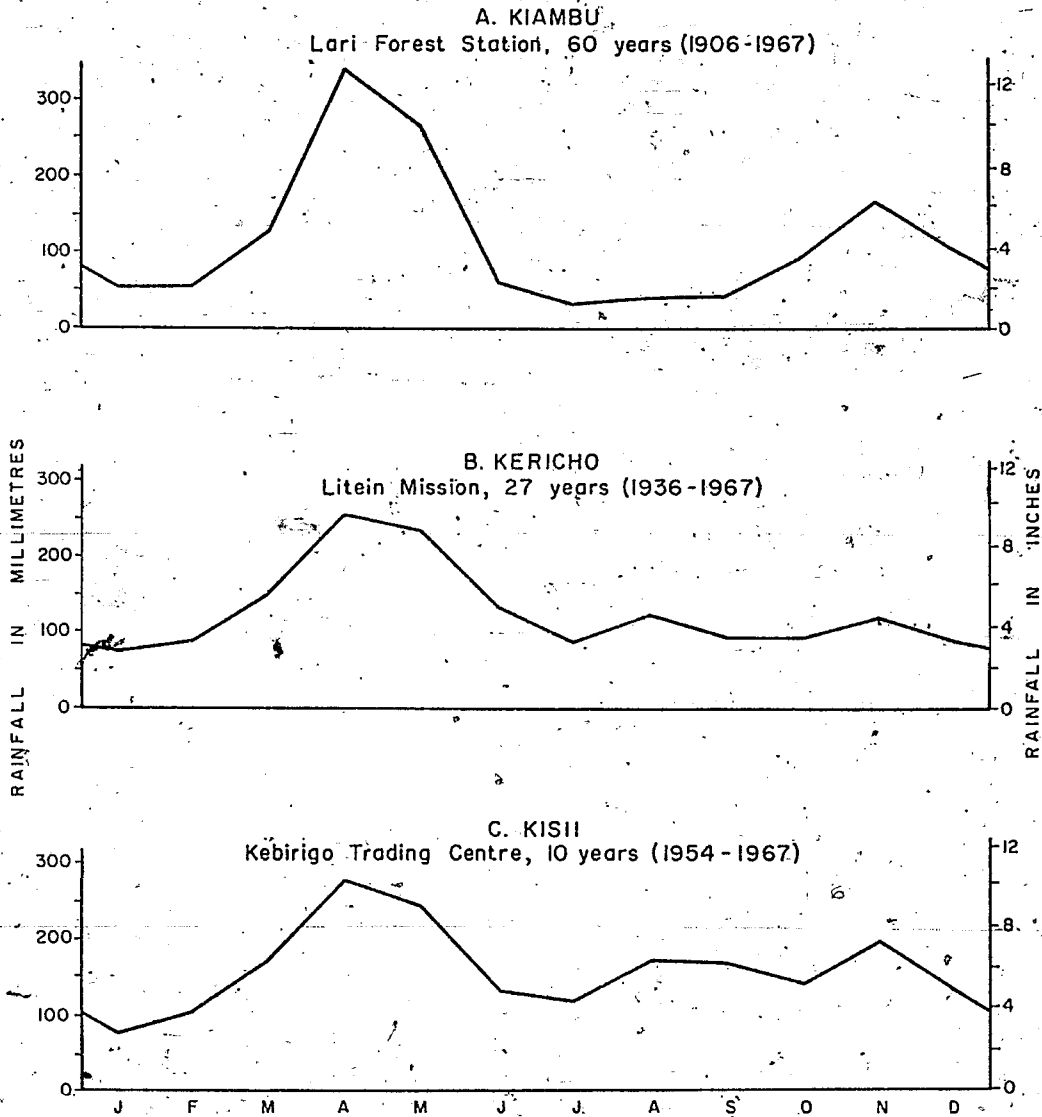 A. KIAMBU
Lari Forest Station, 60 years (1906-1967)
300
200
100
0
12
8
4
2
0
B. KERICHO
Litein Mission, 27 years (1936-1967)
300
200
100
0
12
8
4
0
RAINFALL IN MILLIMETRES
RAINFALL IN INCHES
C. KISII
Kebirigo Trading Centre, 10 years (1954-1967)
300
200
100
0
12
8
4
0
J F M A M J J A S O N D